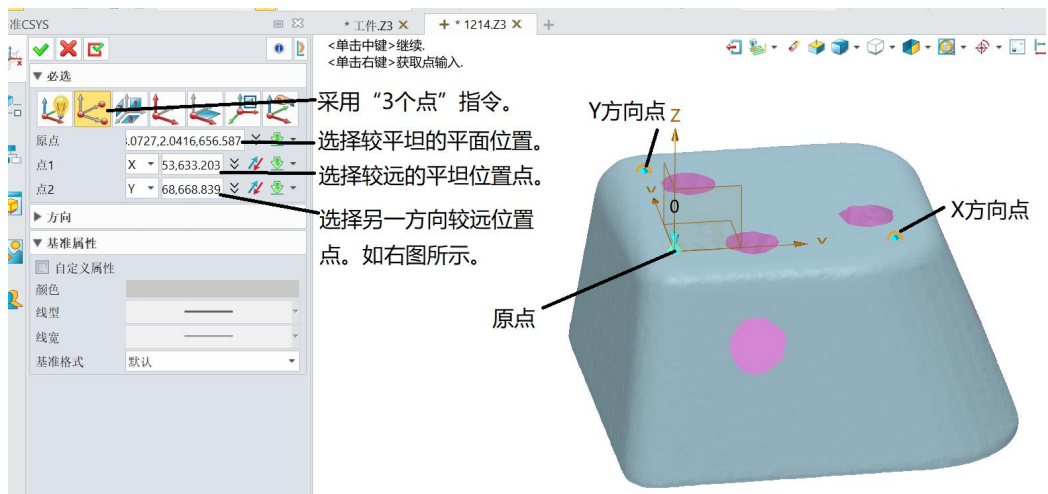 准CSYS
* 工件.Z3
* 1214.Z3
<单击中键>继续.
<单击右键>获取点输入.
必选
采用“3个点”指令。
原点
.0727,2.0416,656.587
选择较平坦的平面位置。
点1
X
53,633.203
选择较远的平坦位置点。
点2
Y
68,668.839
选择另一方向较远位置
点。如右图所示。
方向
基准属性
自定义属性
颜色
线型
线宽
基准格式
默认
Y方向点
Z
0
X方向点
原点